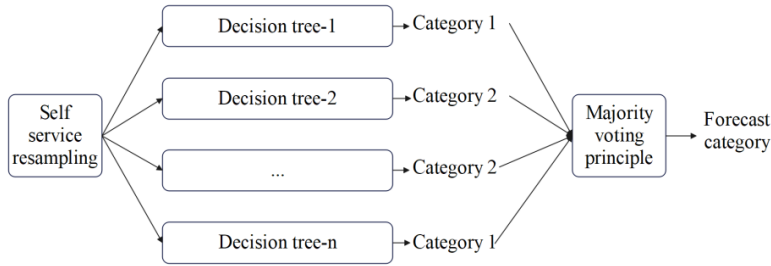 Self
service
resampling
Decision tree-1
Category 1
Decision tree-2
Category 2
...
Category 2
Decision tree-n
Category 1
Majority
voting
principle
Forecast
category